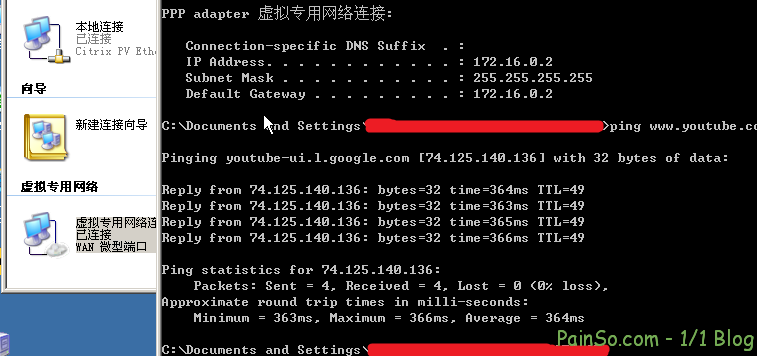 本地连接
已连接
Citrix PV Eth
向导
新建连接向导
虚拟专用网络
虚拟专用网络连
已连接
WAN 微型端口
PPP adapter 虚拟专用网络连接:
Connection-specific DNS Suffix . :
IP Address. . . . . . . . . . . . : 172.16.0.2
Subnet Mask . . . . . . . . . . . : 255.255.255.255
Default Gateway . . . . . . . . . : 172.16.0.2
C:\Documents and Settings\ >ping www.youtube.co
Pinging youtube-ui.l.google.com [74.125.140.136] with 32 bytes of data:
Reply from 74.125.140.136: bytes=32 time=364ms TTL=49
Reply from 74.125.140.136: bytes=32 time=363ms TTL=49
Reply from 74.125.140.136: bytes=32 time=365ms TTL=49
Reply from 74.125.140.136: bytes=32 time=366ms TTL=49
Ping statistics for 74.125.140.136:
Packets: Sent = 4, Received = 4, Lost = 0 (0% loss),
Approximate round trip times in milli-seconds:
Minimum = 363ms, Maximum = 366ms, Average = 364ms
C:\Documents and Settings\
PainSo.com - 1/1 Blog